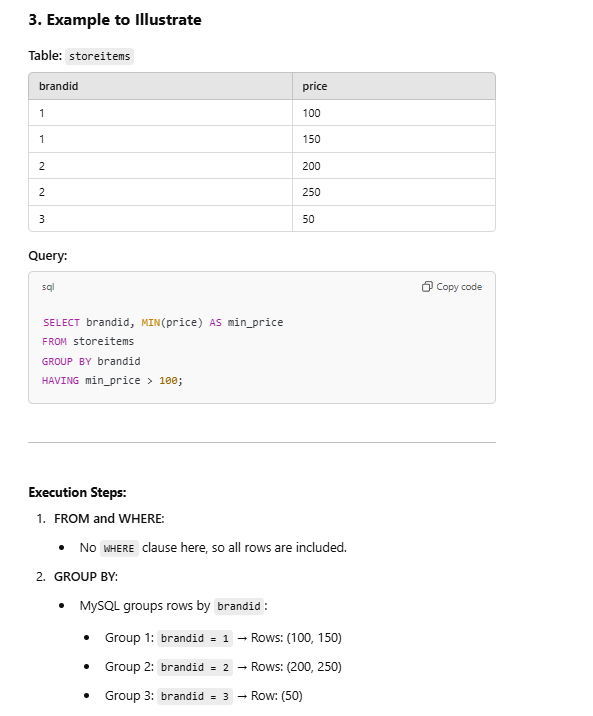 3. Example to Illustrate
Table: storeitems
brandid price
1 100
1 150
2 200
2 250
3 50
Query:
sql Copy code
SELECT brandid, MIN(price) AS min_price
FROM storeitems
GROUP BY brandid
HAVING min_price > 100;
Execution Steps:
1. FROM and WHERE:
• No WHERE clause here, so all rows are included.
2. GROUP BY:
• MySQL groups rows by brandid:
• Group 1: brandid = 1 → Rows: (100, 150)
• Group 2: brandid = 2 → Rows: (200, 250)
• Group 3: brandid = 3 → Row: (50)